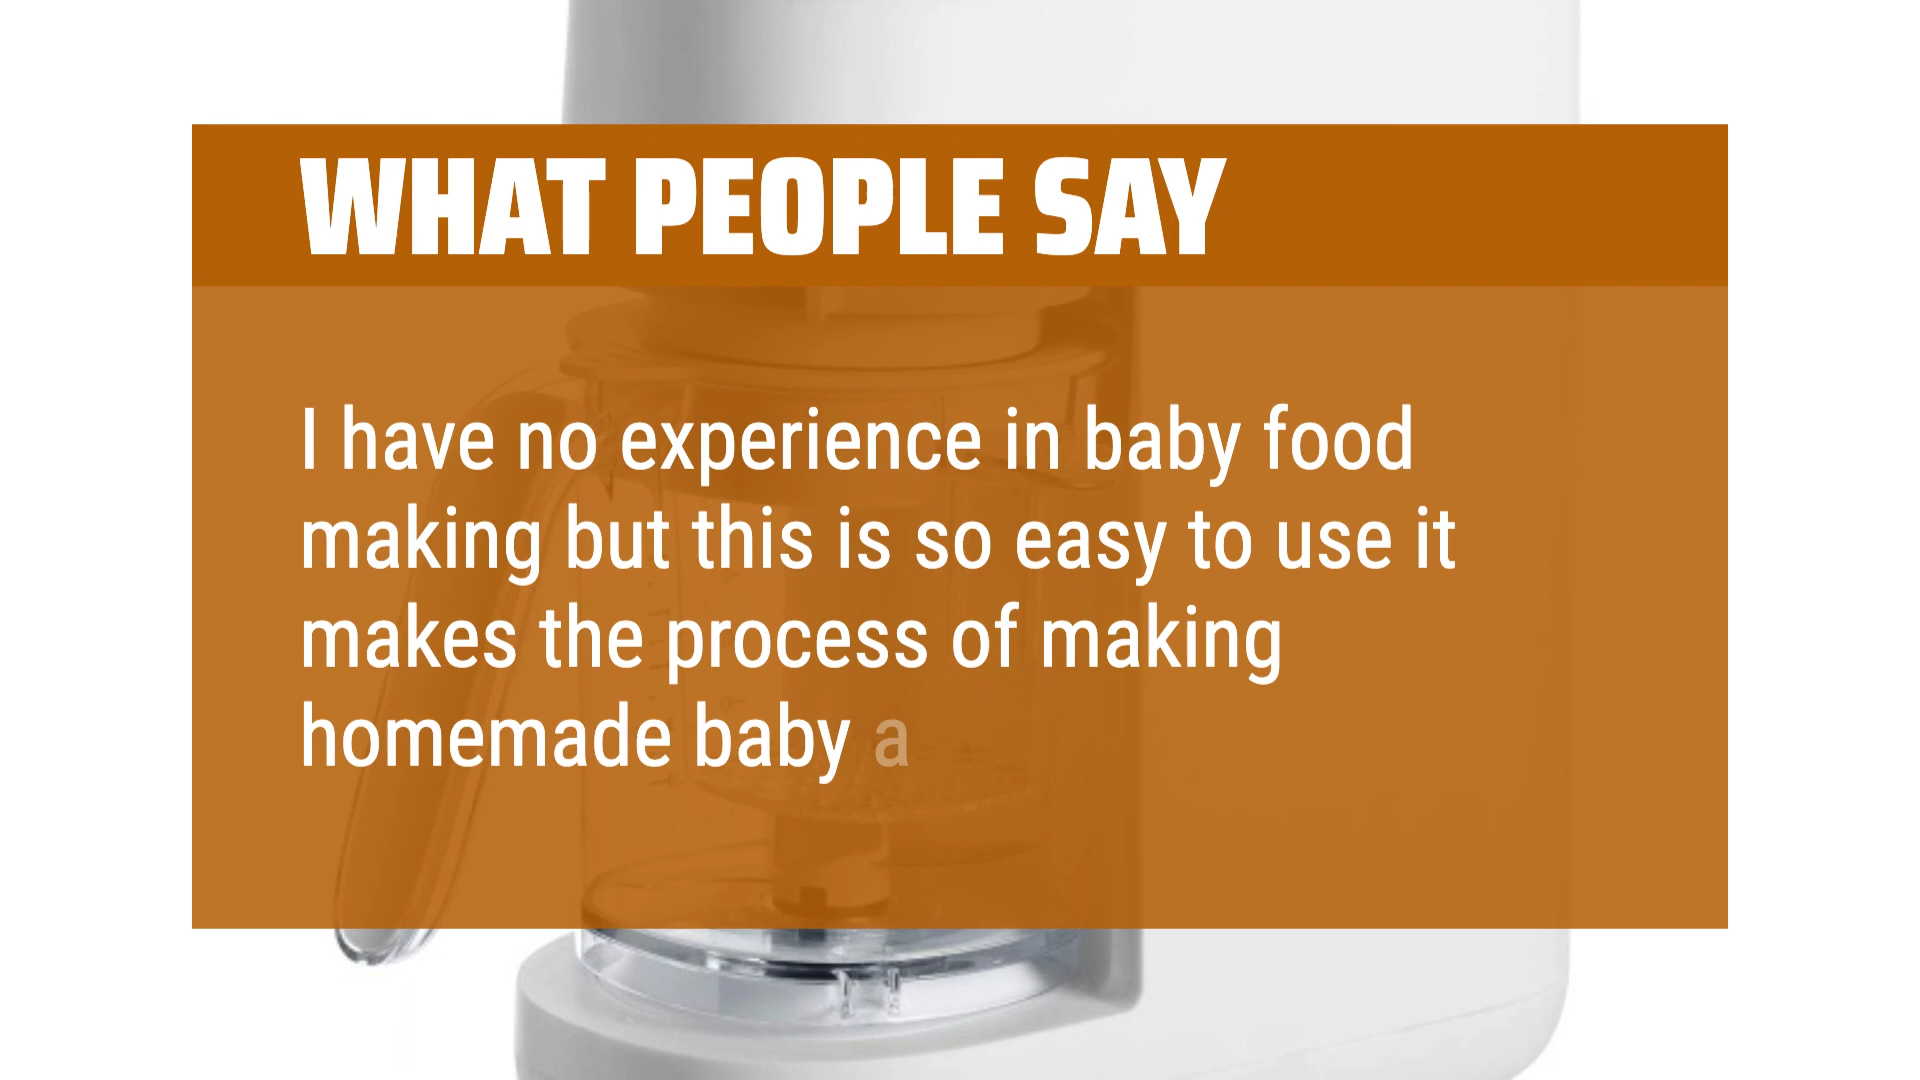 WHAT PEOPLE SAY
I have no experience in baby food
making but this is so easy to use it
makes the process of making
homemade baby a